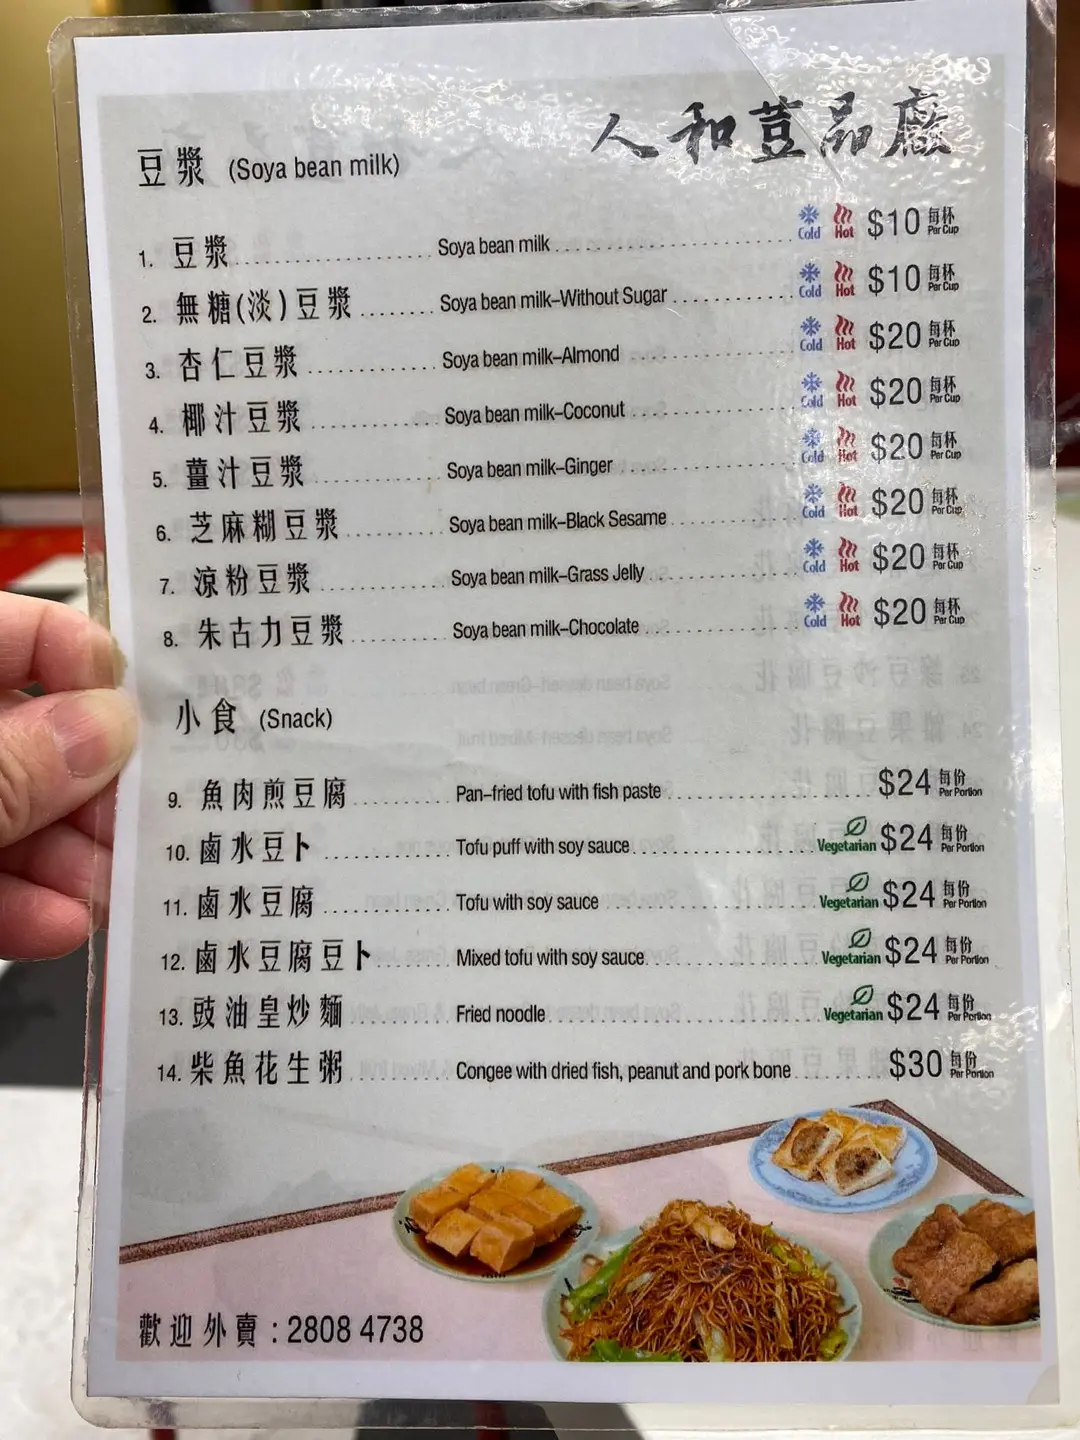 人和荳品廠
豆漿 (Soya bean milk)
1. 豆漿 Soya bean milk Cold Hot $10 每杯 Per Cup
2. 無糖(淡)豆漿 Soya bean milk–Without Sugar Cold Hot $10 每杯 Per Cup
3. 杏仁豆漿 Soya bean milk–Almond Cold Hot $20 每杯 Per Cup
4. 椰汁豆漿 Soya bean milk–Coconut Cold Hot $20 每杯 Per Cup
5. 薑汁豆漿 Soya bean milk–Ginger Cold Hot $20 每杯 Per Cup
6. 芝麻糊豆漿 Soya bean milk–Black Sesame Cold Hot $20 每杯 Per Cup
7. 涼粉豆漿 Soya bean milk–Grass Jelly Cold Hot $20 每杯 Per Cup
8. 朱古力豆漿 Soya bean milk–Chocolate Cold Hot $20 每杯 Per Cup
小食 (Snack)
9. 魚肉煎豆腐 Pan–fried tofu with fish paste $24 每份 Per Portion
10. 鹵水豆卜 Tofu puff with soy sauce Vegetarian $24 每份 Per Portion
11. 鹵水豆腐 Tofu with soy sauce Vegetarian $24 每份 Per Portion
12. 鹵水豆腐豆卜 Mixed tofu with soy sauce Vegetarian $24 每份 Per Portion
13. 豉油皇炒麵 Fried noodle Vegetarian $24 每份 Per Portion
14. 柴魚花生粥 Congee with dried fish, peanut and pork bone $30 每份 Per Portion
歡迎外賣 : 2808 4738